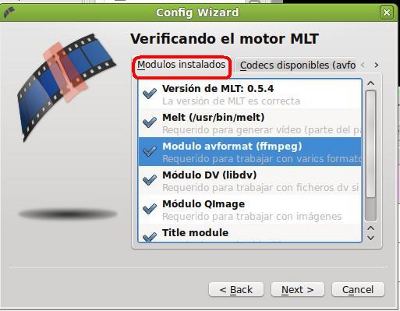 Config Wizard
Verificando el motor MLT
Modulos instalados
Codecs disponibles (avfo
Versión de MLT: 0.5.4
La versión de MLT es correcta
Melt (/usr/bin/melt)
Requerido para generar vídeo (parte del pa
Modulo avformat (ffmpeg)
Requerido para trabajar con varios formato
Módulo DV (libdv)
Requerido para trabajar con ficheros dv si
Módulo QImage
Requerido para trabajar con imágenes
Title module
< Back
Next >
Cancel